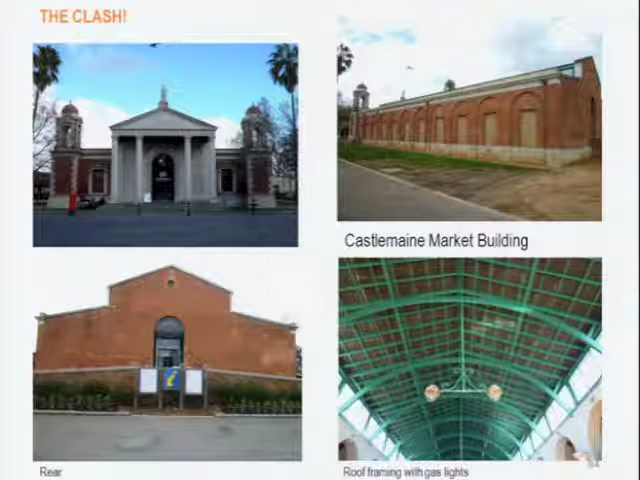 THE CLASH!
Castlemaine Market Building
Rear
Roof framing with gas lights